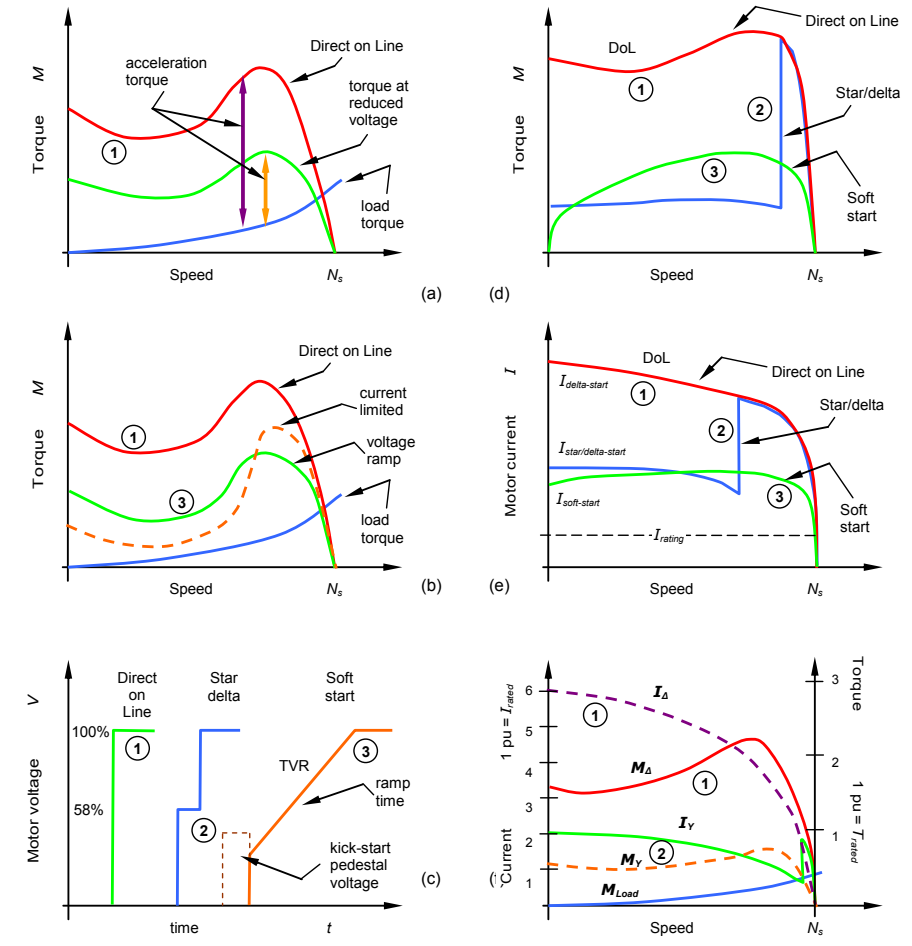 M
Torque
acceleration
torque
Direct on Line
torque at
reduced
voltage
1
load
torque
Speed
Ns
(a)
M
Torque
DoL
Direct on Line
1
2
Star/delta
3
Soft
start
Speed
Ns
(d)
M
Torque
Direct on Line
current
limited
voltage
ramp
1
3
load
torque
Speed
Ns
(b)
I
Motor current
DoL
Direct on Line
Idelta-start
1
2
Star/delta
Istar/delta-start
Isoft-start
3
Soft
start
Irating
Speed
Ns
(e)
V
Motor voltage
Direct
on
Line
Star
delta
Soft
start
100%
1
3
TVR
ramp
time
58%
2
kick-start
pedestal
voltage
time
t
(c)
1 pu = Irated
Current
6
5
4
3
2
1
Torque
1 pu = Trated
3
2
1
IΔ
1
MΔ
1
IY
2
MY
MLoad
Speed
Ns